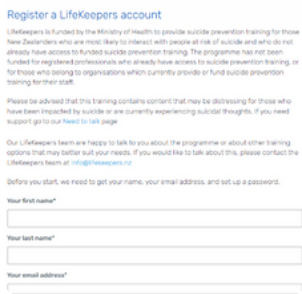 Register a LifeKeepers account
LifeKeepers is funded by the Ministry of Health to provide suicide prevention training for those
New Zealanders who are most likely to interact with people at risk of suicide and who do not
already have access to funded suicide prevention training. The programme has not been
funded for registered professionals who already have access to suicide prevention training, or
for those who belong to organisations which currently provide or fund suicide prevention
training for their staff.
Please be advised that this training contains content that may be distressing for those who
have been impacted by suicide or are currently experiencing suicidal thoughts. If you need
support go to our Need to talk page
Our LifeKeepers team are happy to talk to you about the programme or about other training
options that may better suit your needs. If you would like to talk about this, please contact the
LifeKeepers team at info@lifekeepers.nz
Before you start, we need to get your name, your email address, and set up a password.
Your first name*
Your last name*
Your email address*